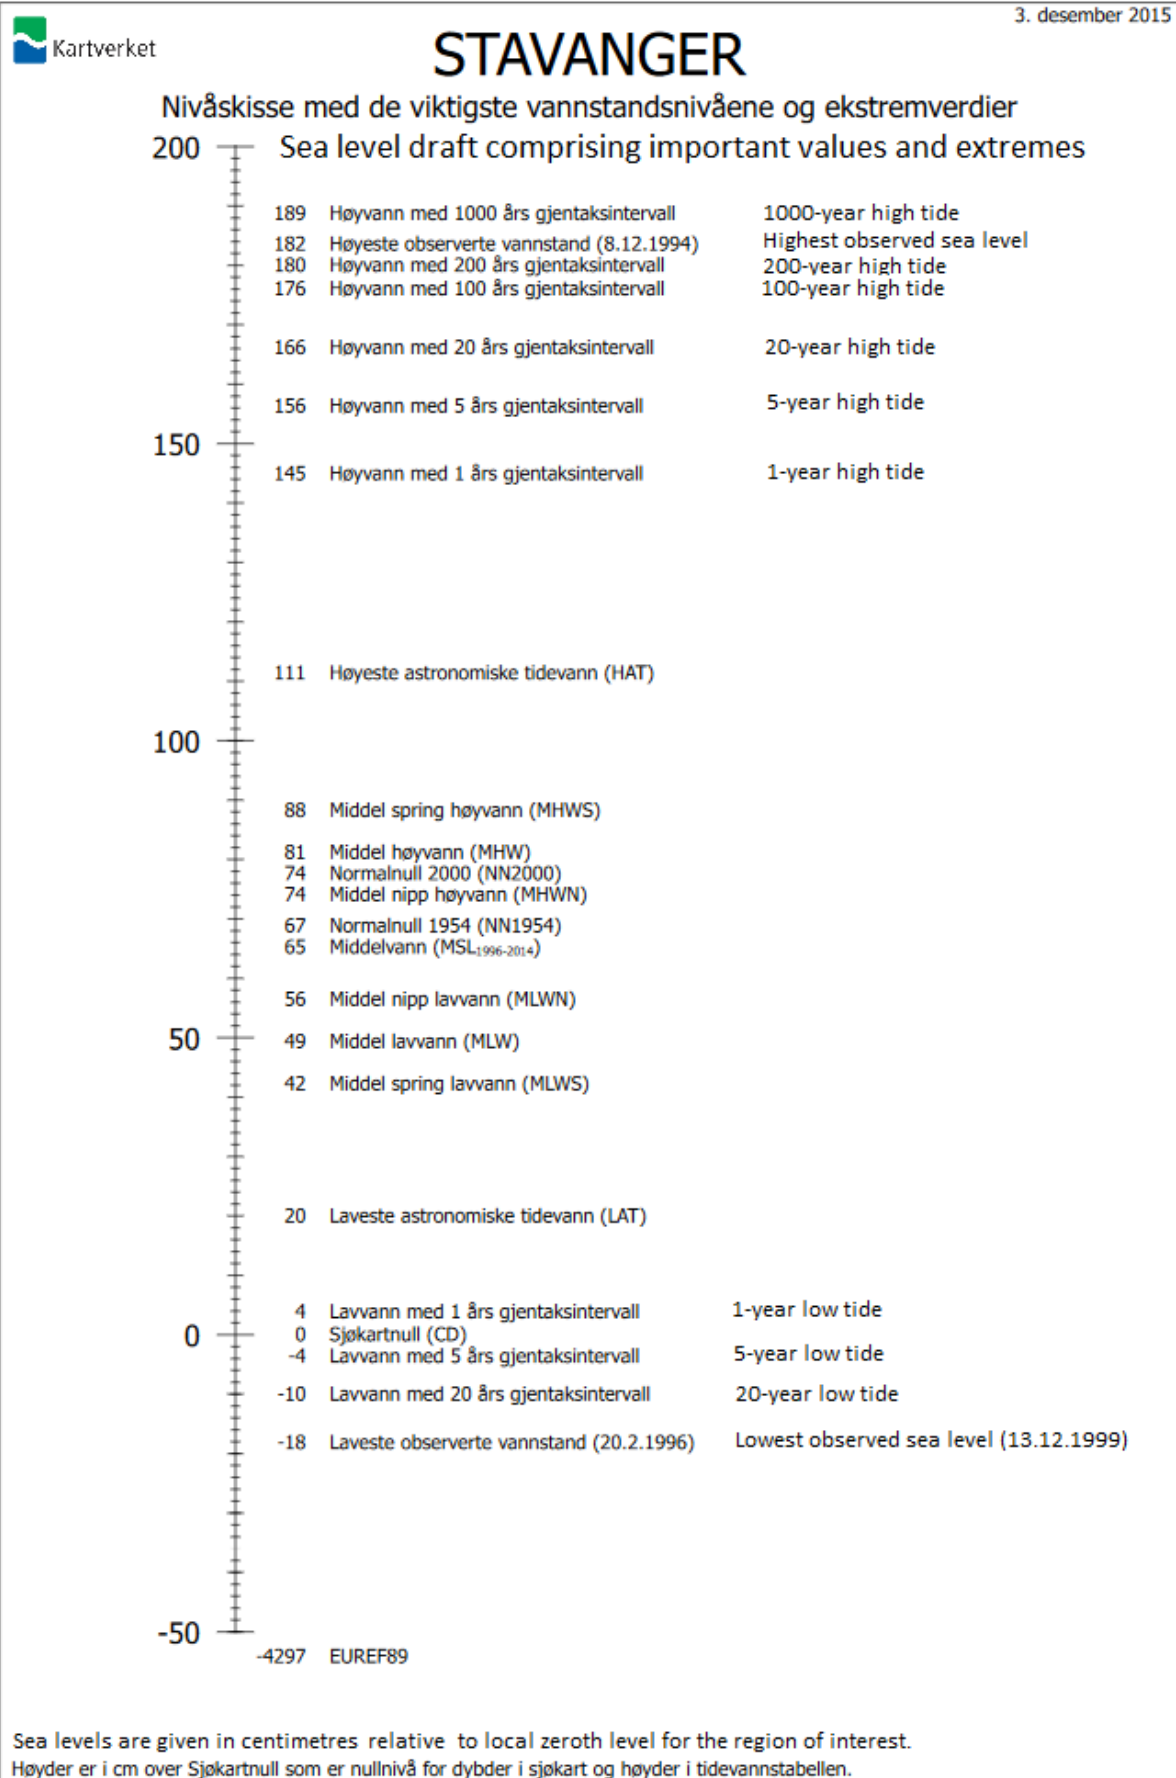 3. desember 2015
Kartverket
STAVANGER
Nivåskisse med de viktigste vannstandsnivåene og ekstremverdier
200 Sea level draft comprising important values and extremes
189 Høyvann med 1000 års gjentaksintervall 1000-year high tide
182 Høyeste observerte vannstand (8.12.1994) Highest observed sea level
180 Høyvann med 200 års gjentaksintervall 200-year high tide
176 Høyvann med 100 års gjentaksintervall 100-year high tide
166 Høyvann med 20 års gjentaksintervall 20-year high tide
156 Høyvann med 5 års gjentaksintervall 5-year high tide
150
145 Høyvann med 1 års gjentaksintervall 1-year high tide
111 Høyeste astronomiske tidevann (HAT)
100
88 Middel spring høyvann (MHWS)
81 Middel høyvann (MHW)
74 Normalnull 2000 (NN2000)
74 Middel nipp høyvann (MHWN)
67 Normalnull 1954 (NN1954)
65 Middelvann (MSL1996-2014)
56 Middel nipp lavvann (MLWN)
50 49 Middel lavvann (MLW)
42 Middel spring lavvann (MLWS)
20 Laveste astronomiske tidevann (LAT)
4 Lavvann med 1 års gjentaksintervall 1-year low tide
0 0 Sjøkartnull (CD)
-4 Lavvann med 5 års gjentaksintervall 5-year low tide
-10 Lavvann med 20 års gjentaksintervall 20-year low tide
-18 Laveste observerte vannstand (20.2.1996) Lowest observed sea level (13.12.1999)
-50
-4297 EUREF89
Sea levels are given in centimetres relative to local zeroth level for the region of interest.
Høyder er i cm over Sjøkartnull som er nullnivå for dybder i sjøkart og høyder i tidevannstabellen.